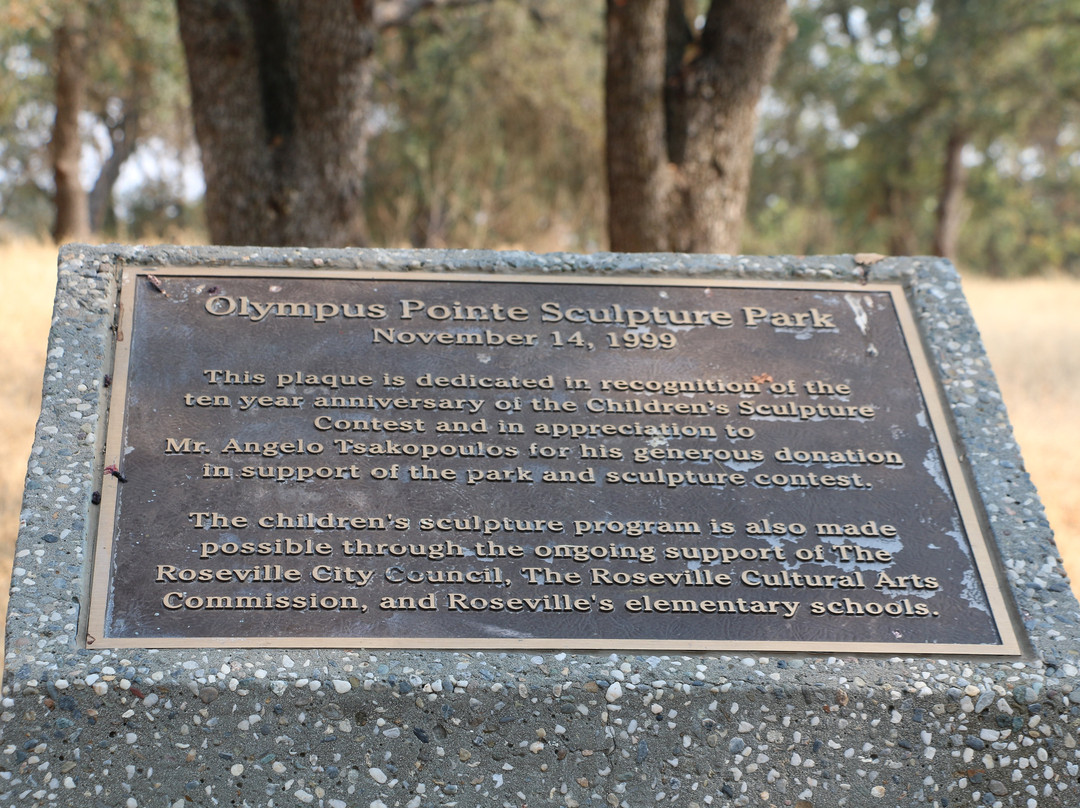 Olympus Pointe Sculpture Park
November 14, 1999
This plaque is dedicated in recognition of the
ten year anniversary of the Children's Sculpture
Contest and in appreciation to
Mr. Angelo Tsakopoulos for his generous donation
in support of the park and sculpture contest.
The children's sculpture program is also made
possible through the ongoing support of The
Roseville City Council, The Roseville Cultural Arts
Commission, and Roseville's elementary schools.